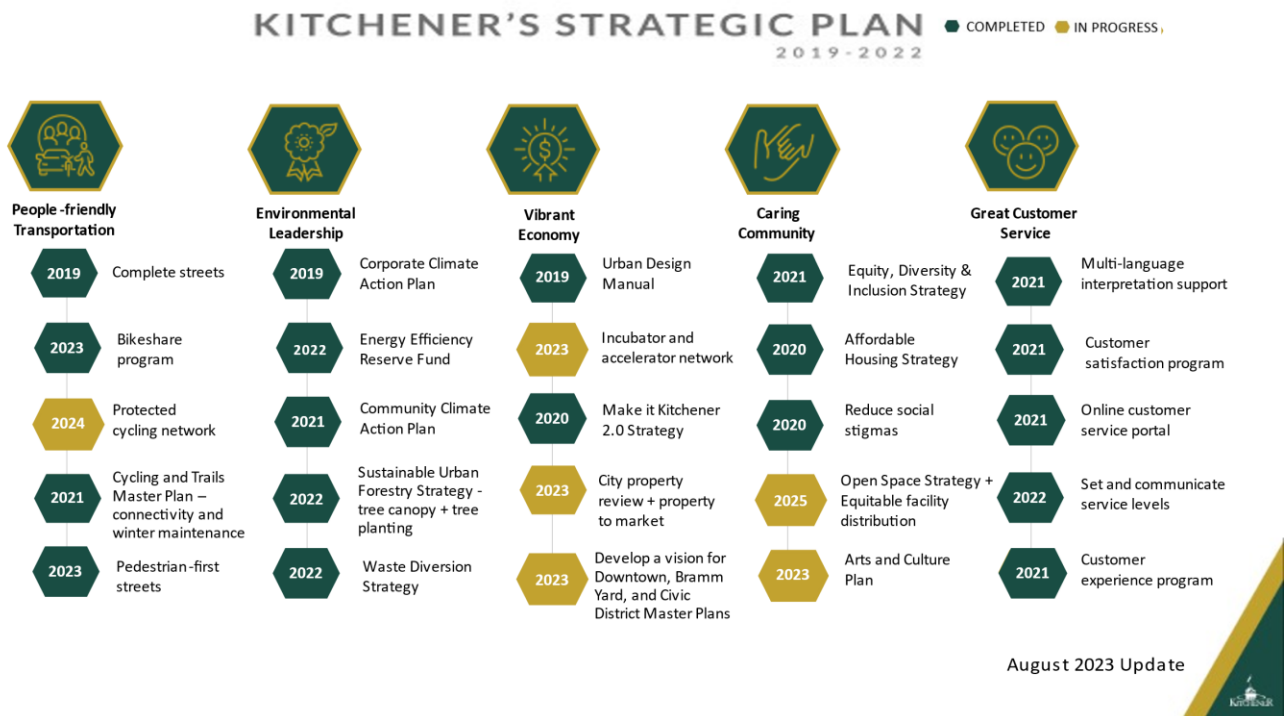 KITCHENER'S STRATEGIC PLAN
2019-2022
COMPLETED
IN PROGRESS
People-friendly
Transportation
2019
Complete streets
2023
Bikeshare
program
2024
Protected
cycling network
2021
Cycling and Trails
Master Plan –
connectivity and
winter maintenance
2023
Pedestrian-first
streets
Environmental
Leadership
2019
Corporate Climate
Action Plan
2022
Energy Efficiency
Reserve Fund
2021
Community Climate
Action Plan
2022
Sustainable Urban
Forestry Strategy -
tree canopy + tree
planting
2022
Waste Diversion
Strategy
$
Vibrant
Economy
2019
Urban Design
Manual
2023
Incubator and
accelerator network
2020
Make it Kitchener
2.0 Strategy
2023
City property
review + property
to market
2023
Develop a vision for
Downtown, Bramm
Yard, and Civic
District Master Plans
Caring
Community
2021
Equity, Diversity &
Inclusion Strategy
2020
Affordable
Housing Strategy
2020
Reduce social
stigmas
2025
Open Space Strategy +
Equitable facility
distribution
2023
Arts and Culture
Plan
Great Customer
Service
2021
Multi-language
interpretation support
2021
Customer
satisfaction program
2021
Online customer
service portal
2022
Set and communicate
service levels
2021
Customer
experience program
August 2023 Update
KITCHENER